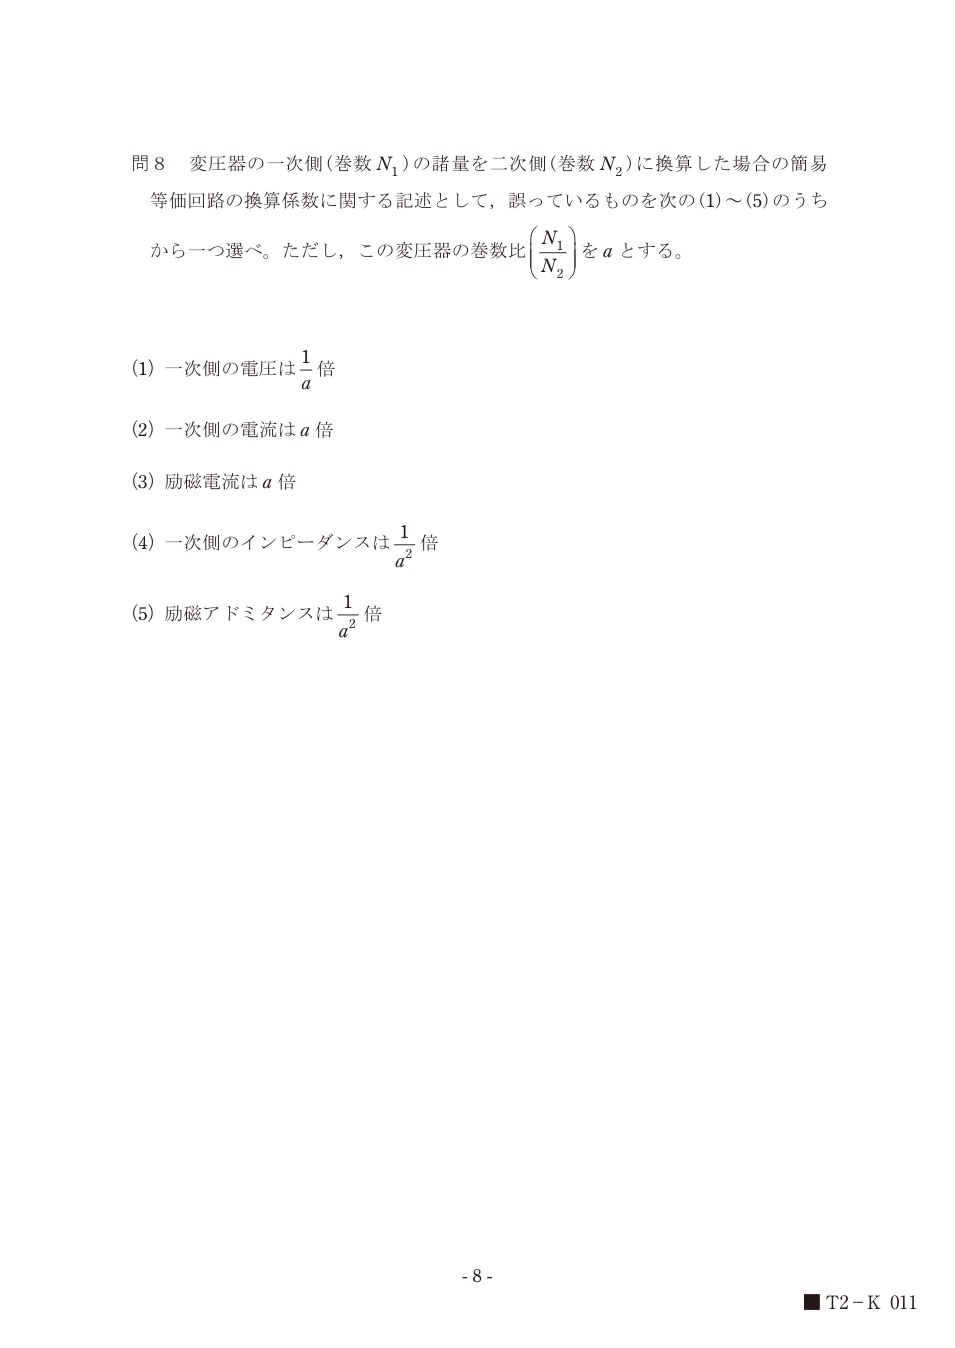 問８　変圧器の一次側(巻数 N₁)の諸量を二次側(巻数 N₂)に換算した場合の簡易
等価回路の換算係数に関する記述として，誤っているものを次の(1)～(5)のうち
から一つ選べ。ただし，この変圧器の巻数比(N₁/N₂)を a とする。
(1) 一次側の電圧は 1/a 倍
(2) 一次側の電流は a 倍
(3) 励磁電流は a 倍
(4) 一次側のインピーダンスは 1/a² 倍
(5) 励磁アドミタンスは 1/a² 倍
- 8 -
■ T2－K 011